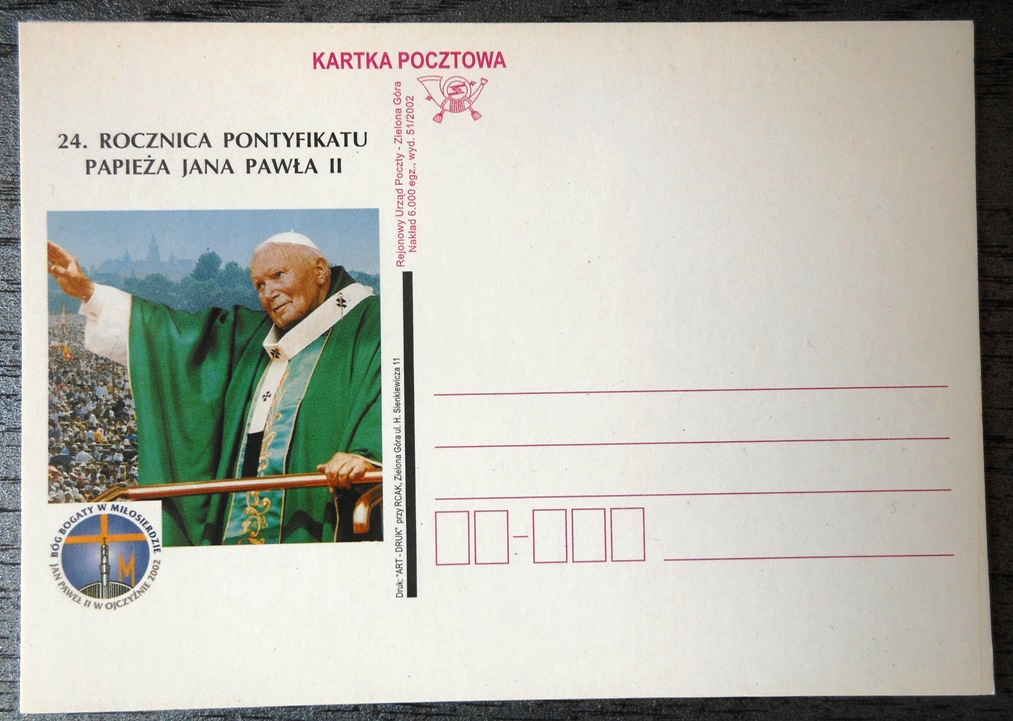 KARTKA POCZTOWA
24. ROCZNICA PONTYFIKATU
PAPIEŻA JANA PAWŁA II
Rejonowy Urząd Poczty - Zielona Góra
Nakład 6.000 egz., wyd. 51/2002
Druk: "ART - DRUK" przy RCAK, Zielona Góra ul. H. Sienkiewicza 11
BÓG BOGATY W MIŁOSIERDZIE
JAN PAWEŁ II W OJCZYŹNIE 2002
M